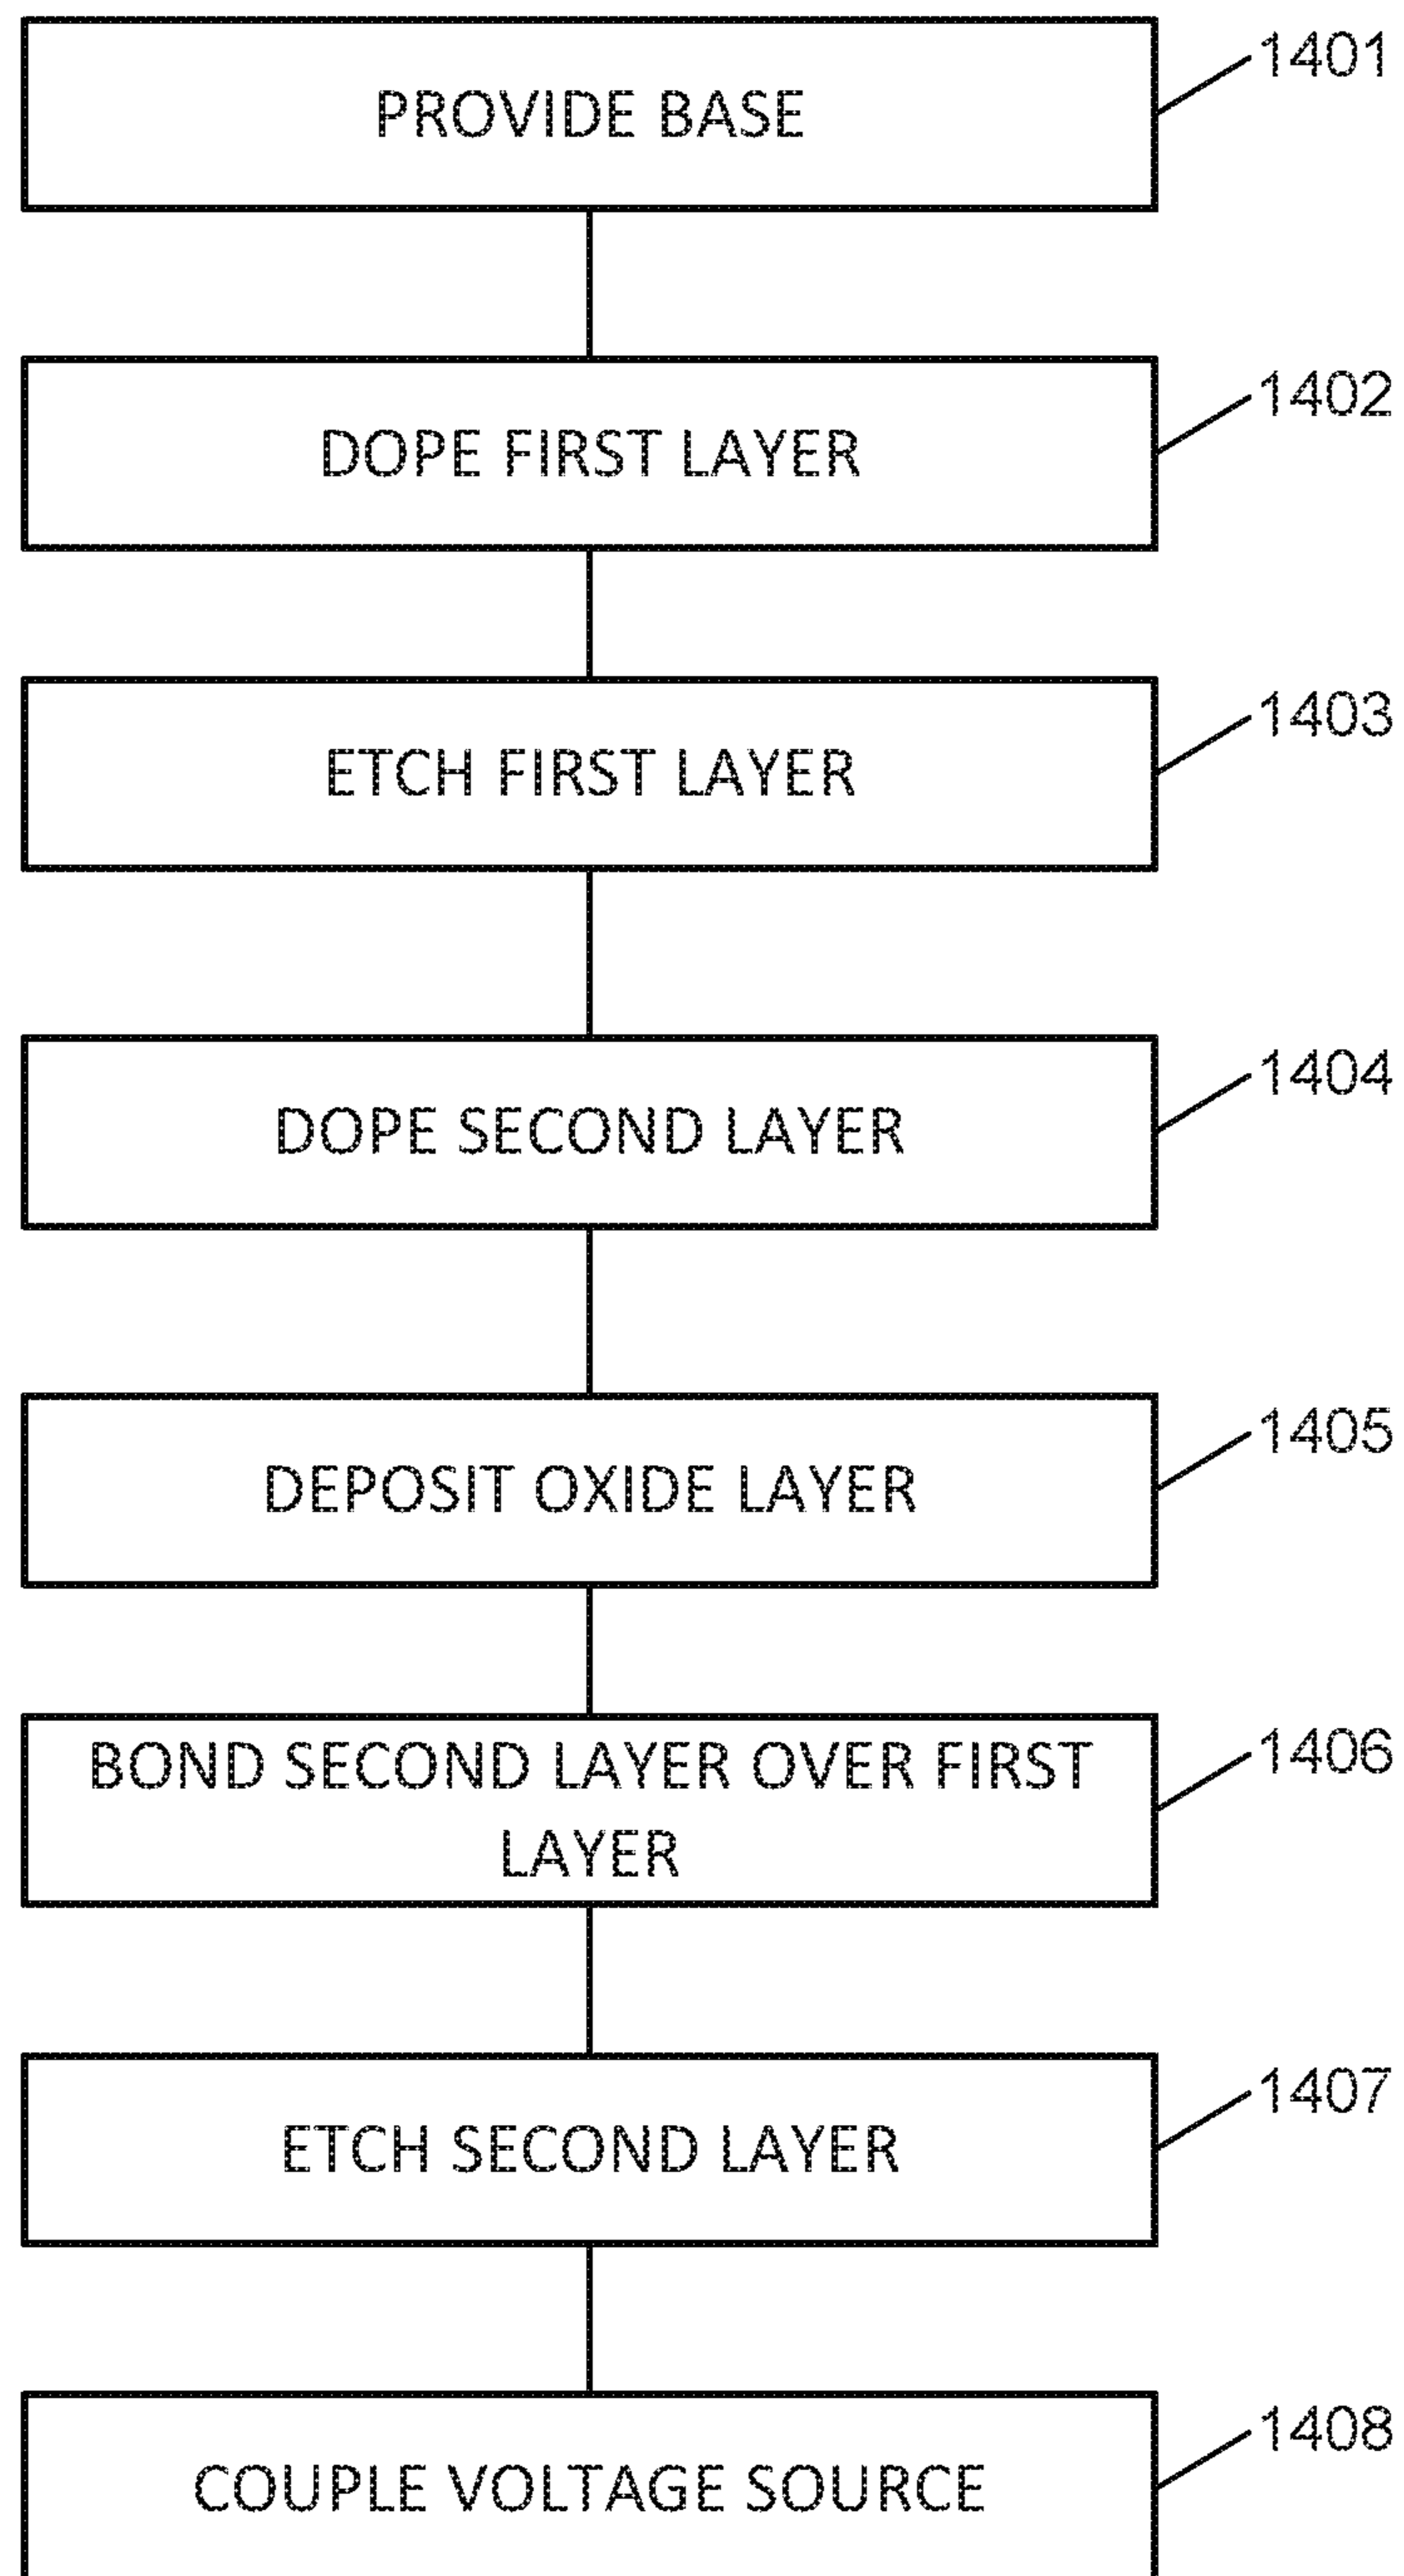 PROVIDE BASE
1401
DOPE FIRST LAYER
1402
ETCH FIRST LAYER
1403
DOPE SECOND LAYER
1404
DEPOSIT OXIDE LAYER
1405
BOND SECOND LAYER OVER FIRST
LAYER
1406
ETCH SECOND LAYER
1407
COUPLE VOLTAGE SOURCE
1408